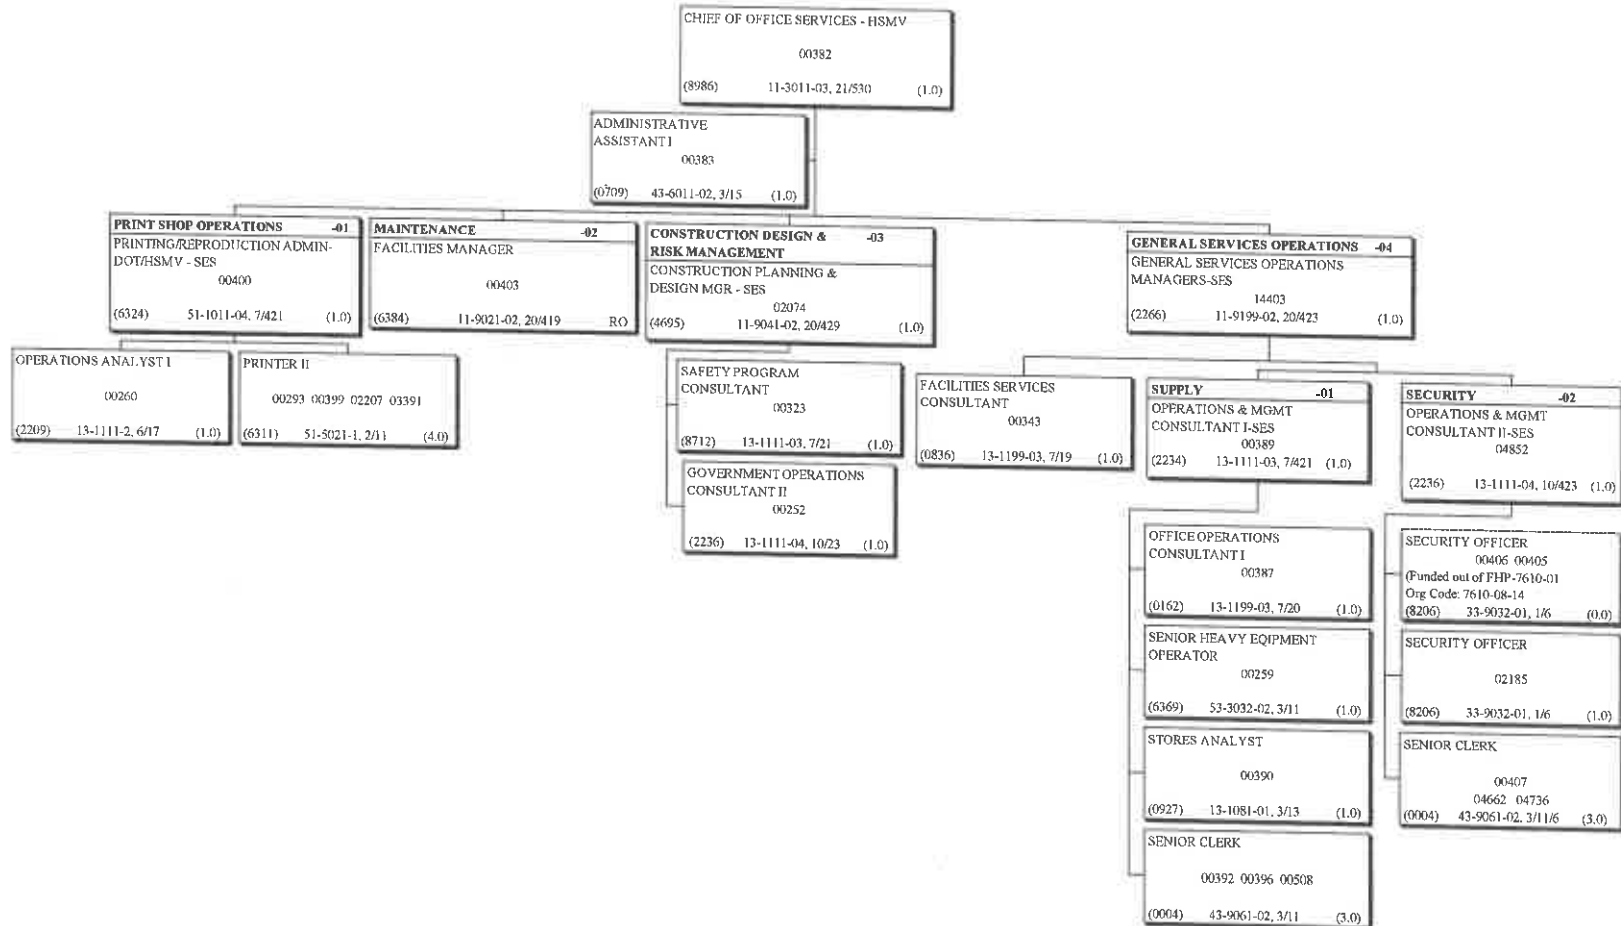 CHIEF OF OFFICE SERVICES - HSMV
00382
(8986) 11-3011-03, 21/530 (1.0)
ADMINISTRATIVE
ASSISTANT I
00383
(0709) 43-6011-02, 3/15 (1.0)
PRINT SHOP OPERATIONS -01
PRINTING/REPRODUCTION ADMIN-
DOT/HSMV - SES
00400
(6324) 51-1011-04, 7/421 (1.0)
MAINTENANCE -02
FACILITIES MANAGER
00403
(6384) 11-9021-02, 20/419 RO
CONSTRUCTION DESIGN & -03
RISK MANAGEMENT
CONSTRUCTION PLANNING &
DESIGN MGR - SES
02074
(4695) 11-9041-02, 20/429 (1.0)
GENERAL SERVICES OPERATIONS -04
GENERAL SERVICES OPERATIONS
MANAGERS-SES
14403
(2266) 11-9199-02, 20/423 (1.0)
OPERATIONS ANALYST I
00260
(2209) 13-1111-2, 6/17 (1.0)
PRINTER II
00293 00399 02207 03391
(6311) 51-5021-1, 2/11 (4.0)
SAFETY PROGRAM
CONSULTANT
00323
(8712) 13-1111-03, 7/21 (1.0)
GOVERNMENT OPERATIONS
CONSULTANT II
00252
(2236) 13-1111-04, 10/23 (1.0)
FACILITIES SERVICES
CONSULTANT
00343
(0836) 13-1199-03, 7/19 (1.0)
SUPPLY -01
OPERATIONS & MGMT
CONSULTANT I-SES
00389
(2234) 13-1111-03, 7/421 (1.0)
SECURITY -02
OPERATIONS & MGMT
CONSULTANT II-SES
04852
(2236) 13-1111-04, 10/423 (1.0)
OFFICE OPERATIONS
CONSULTANT I
00387
(0162) 13-1199-03, 7/20 (1.0)
SENIOR HEAVY EQIPMENT
OPERATOR
00259
(6369) 53-3032-02, 3/11 (1.0)
STORES ANALYST
00390
(0927) 13-1081-01, 3/13 (1.0)
SENIOR CLERK
00392 00396 00508
(0004) 43-9061-02, 3/11 (3.0)
SECURITY OFFICER
00406 00405
(Funded out of FHP-7610-01
Org Code: 7610-08-14
(8206) 33-9032-01, 1/6 (0.0)
SECURITY OFFICER
02185
(8206) 33-9032-01, 1/6 (1.0)
SENIOR CLERK
00407
04662 04736
(0004) 43-9061-02, 3/11/6 (3.0)